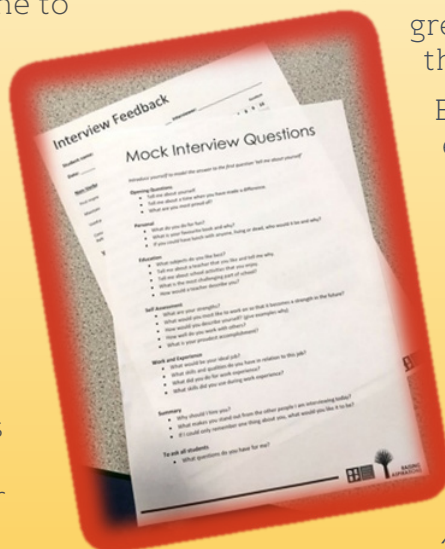 ne to
gre
th
E
s
Interview Feedback
Student name:
Date:
Interviewer:
Mock Interview Questions
Introduce yourself to model the answer to the first question 'tell me about yourself'
Opening Questions
Tell me about yourself
Tell me about a time when you have made a difference.
What are you most proud of?
Personal
What do you do for fun?
What is your favourite book and why?
If you could have lunch with anyone, living or dead, who would it be and why?
Education
What subjects do you like best?
Tell me about a teacher that you like and tell me why
Tell me about school activities that you enjoy
What is the most challenging part of school?
How would a teacher describe you?
Self Assessment
What are your strengths?
What would you most like to work on so that it becomes a strength in the future?
How would you describe yourself? (give examples why)
How well do you work with others?
What is your proudest accomplishment?
Work and Experience
What would be your ideal job?
What skills and qualities do you have in relation to this job?
What did you do for work experience?
What skills did you use during work experience?
Summary
Why should I hire you?
What makes you stand out from the other people I am interviewing today?
If I could only remember one thing about you, what would you like it to be?
To ask all students
What questions do you have for me?
RAISING
ASPIRATIONS